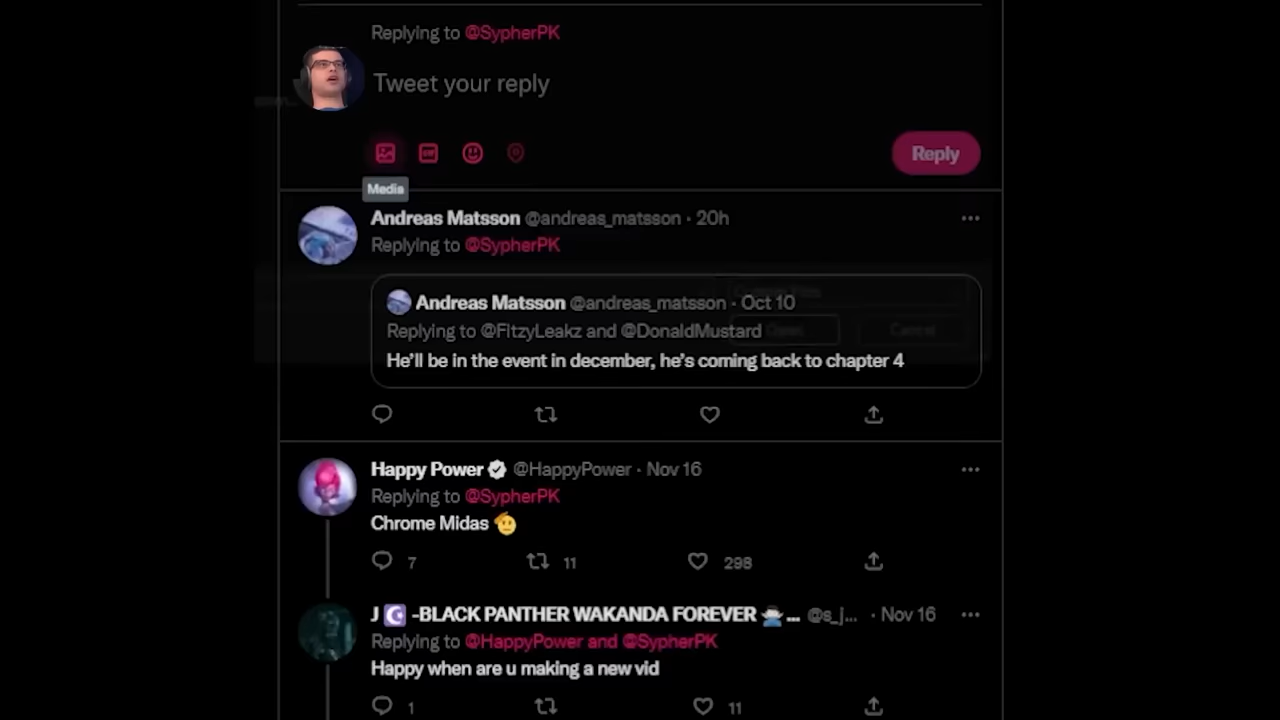 Replying to @SypherPK
Tweet your reply
GIF
Reply
Media
Andreas Matsson @andreas_matsson · 20h
Replying to @SypherPK
Andreas Matsson @andreas_matsson · Oct 10
Replying to @FItzyLeakz and @DonaldMustard
Open
Cancel
He'll be in the event in december, he's coming back to chapter 4
Happy Power @HappyPower · Nov 16
Replying to @SypherPK
Chrome Midas 🫡
7 11 298
J ☪ -BLACK PANTHER WAKANDA FOREVER 🙅🏿‍♂️... @s_j... · Nov 16
Replying to @HappyPower and @SypherPK
Happy when are u making a new vid
1 11